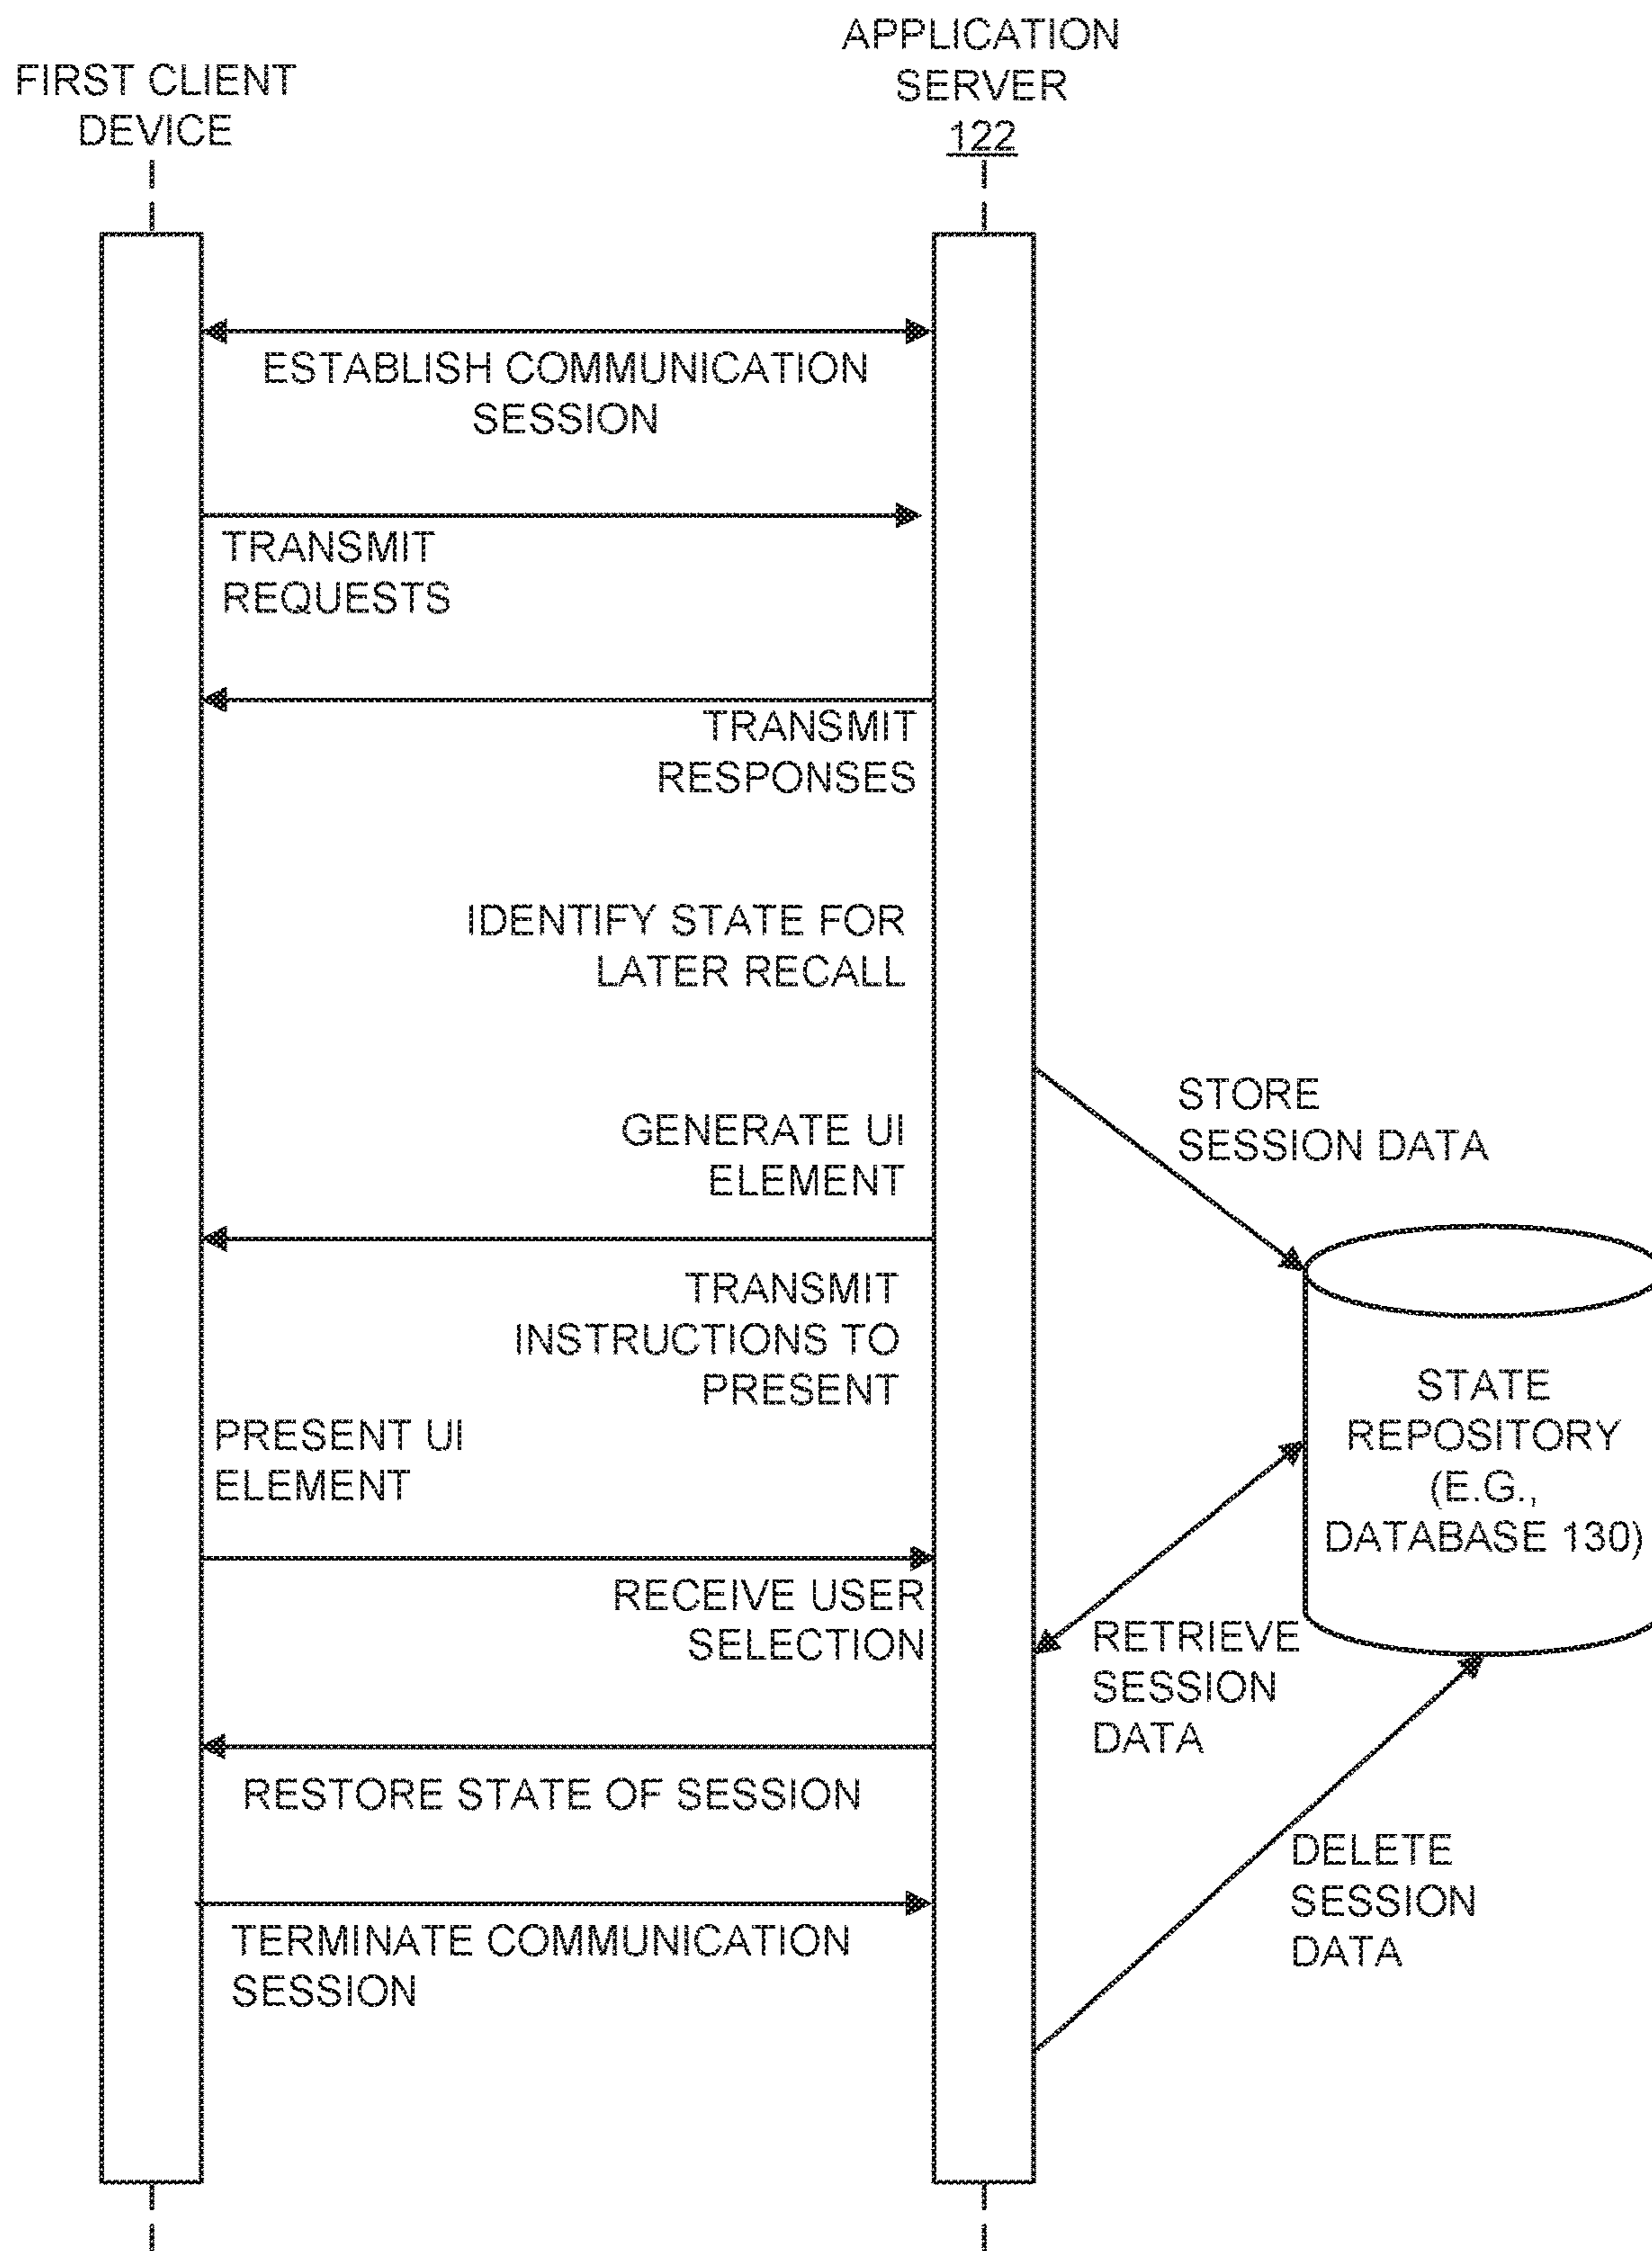 FIRST CLIENT
DEVICE
APPLICATION
SERVER
122
ESTABLISH COMMUNICATION
SESSION
TRANSMIT
REQUESTS
TRANSMIT
RESPONSES
IDENTIFY STATE FOR
LATER RECALL
STORE
SESSION DATA
GENERATE UI
ELEMENT
TRANSMIT
INSTRUCTIONS TO
PRESENT
STATE
REPOSITORY
(E.G.,
DATABASE 130)
PRESENT UI
ELEMENT
RECEIVE USER
SELECTION
RETRIEVE
SESSION
DATA
RESTORE STATE OF SESSION
DELETE
SESSION
DATA
TERMINATE COMMUNICATION
SESSION